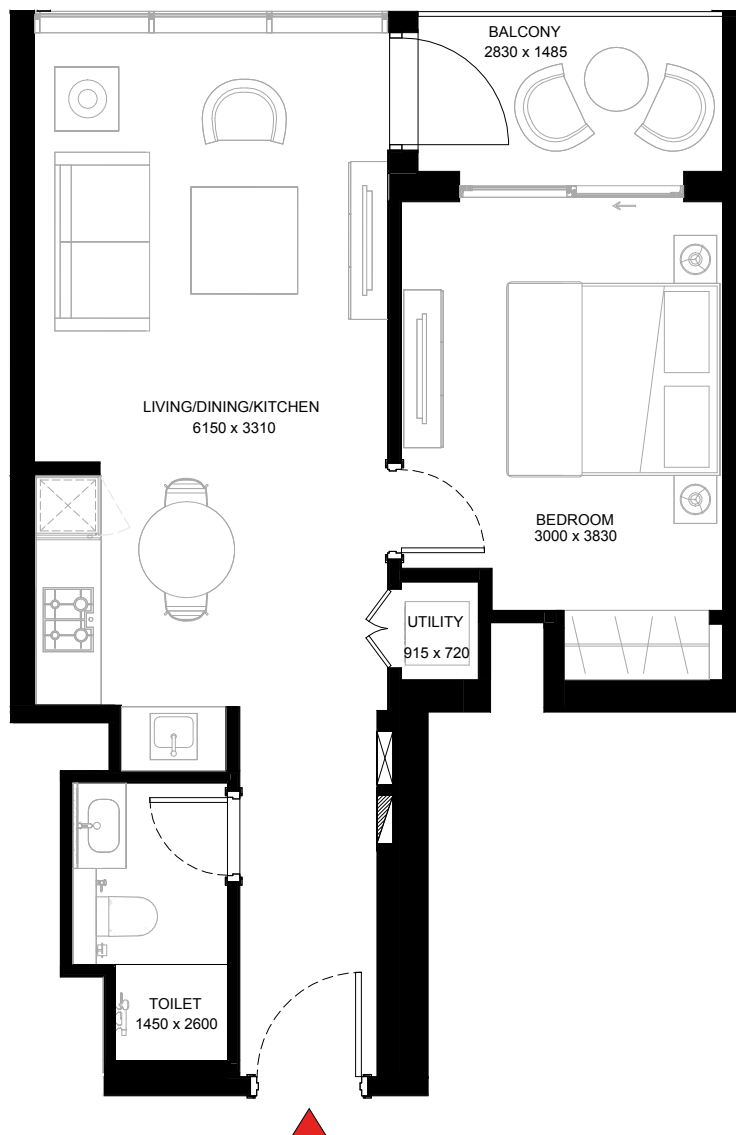 BALCONY
2830 x 1485
LIVING/DINING/KITCHEN
6150 x 3310
BEDROOM
3000 x 3830
UTILITY
915 x 720
TOILET
1450 x 2600